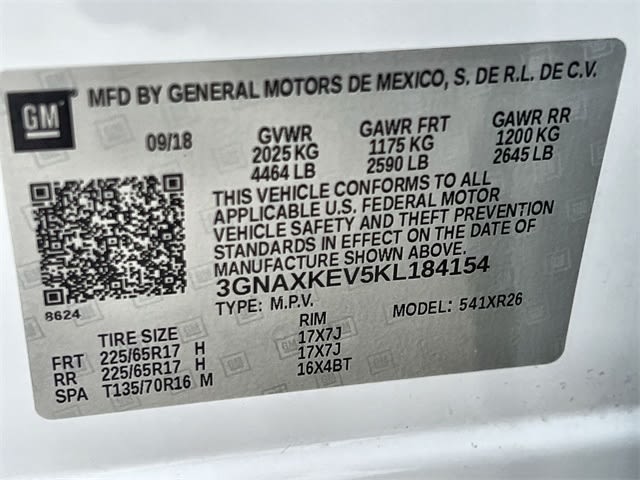 GM MFD BY GENERAL MOTORS DE MEXICO, S. DE R.L. DE C.V.
09/18 GVWR GAWR FRT GAWR RR
2025 KG 1175 KG 1200 KG
4464 LB 2590 LB 2645 LB
THIS VEHICLE CONFORMS TO ALL
APPLICABLE U.S. FEDERAL MOTOR
VEHICLE SAFETY AND THEFT PREVENTION
STANDARDS IN EFFECT ON THE DATE OF
MANUFACTURE SHOWN ABOVE.
3GNAXKEV5KL184154
8624 TYPE: M.P.V. MODEL: 541XR26
TIRE SIZE RIM
FRT 225/65R17 H 17X7J
RR 225/65R17 H 17X7J
SPA T135/70R16 M 16X4BT